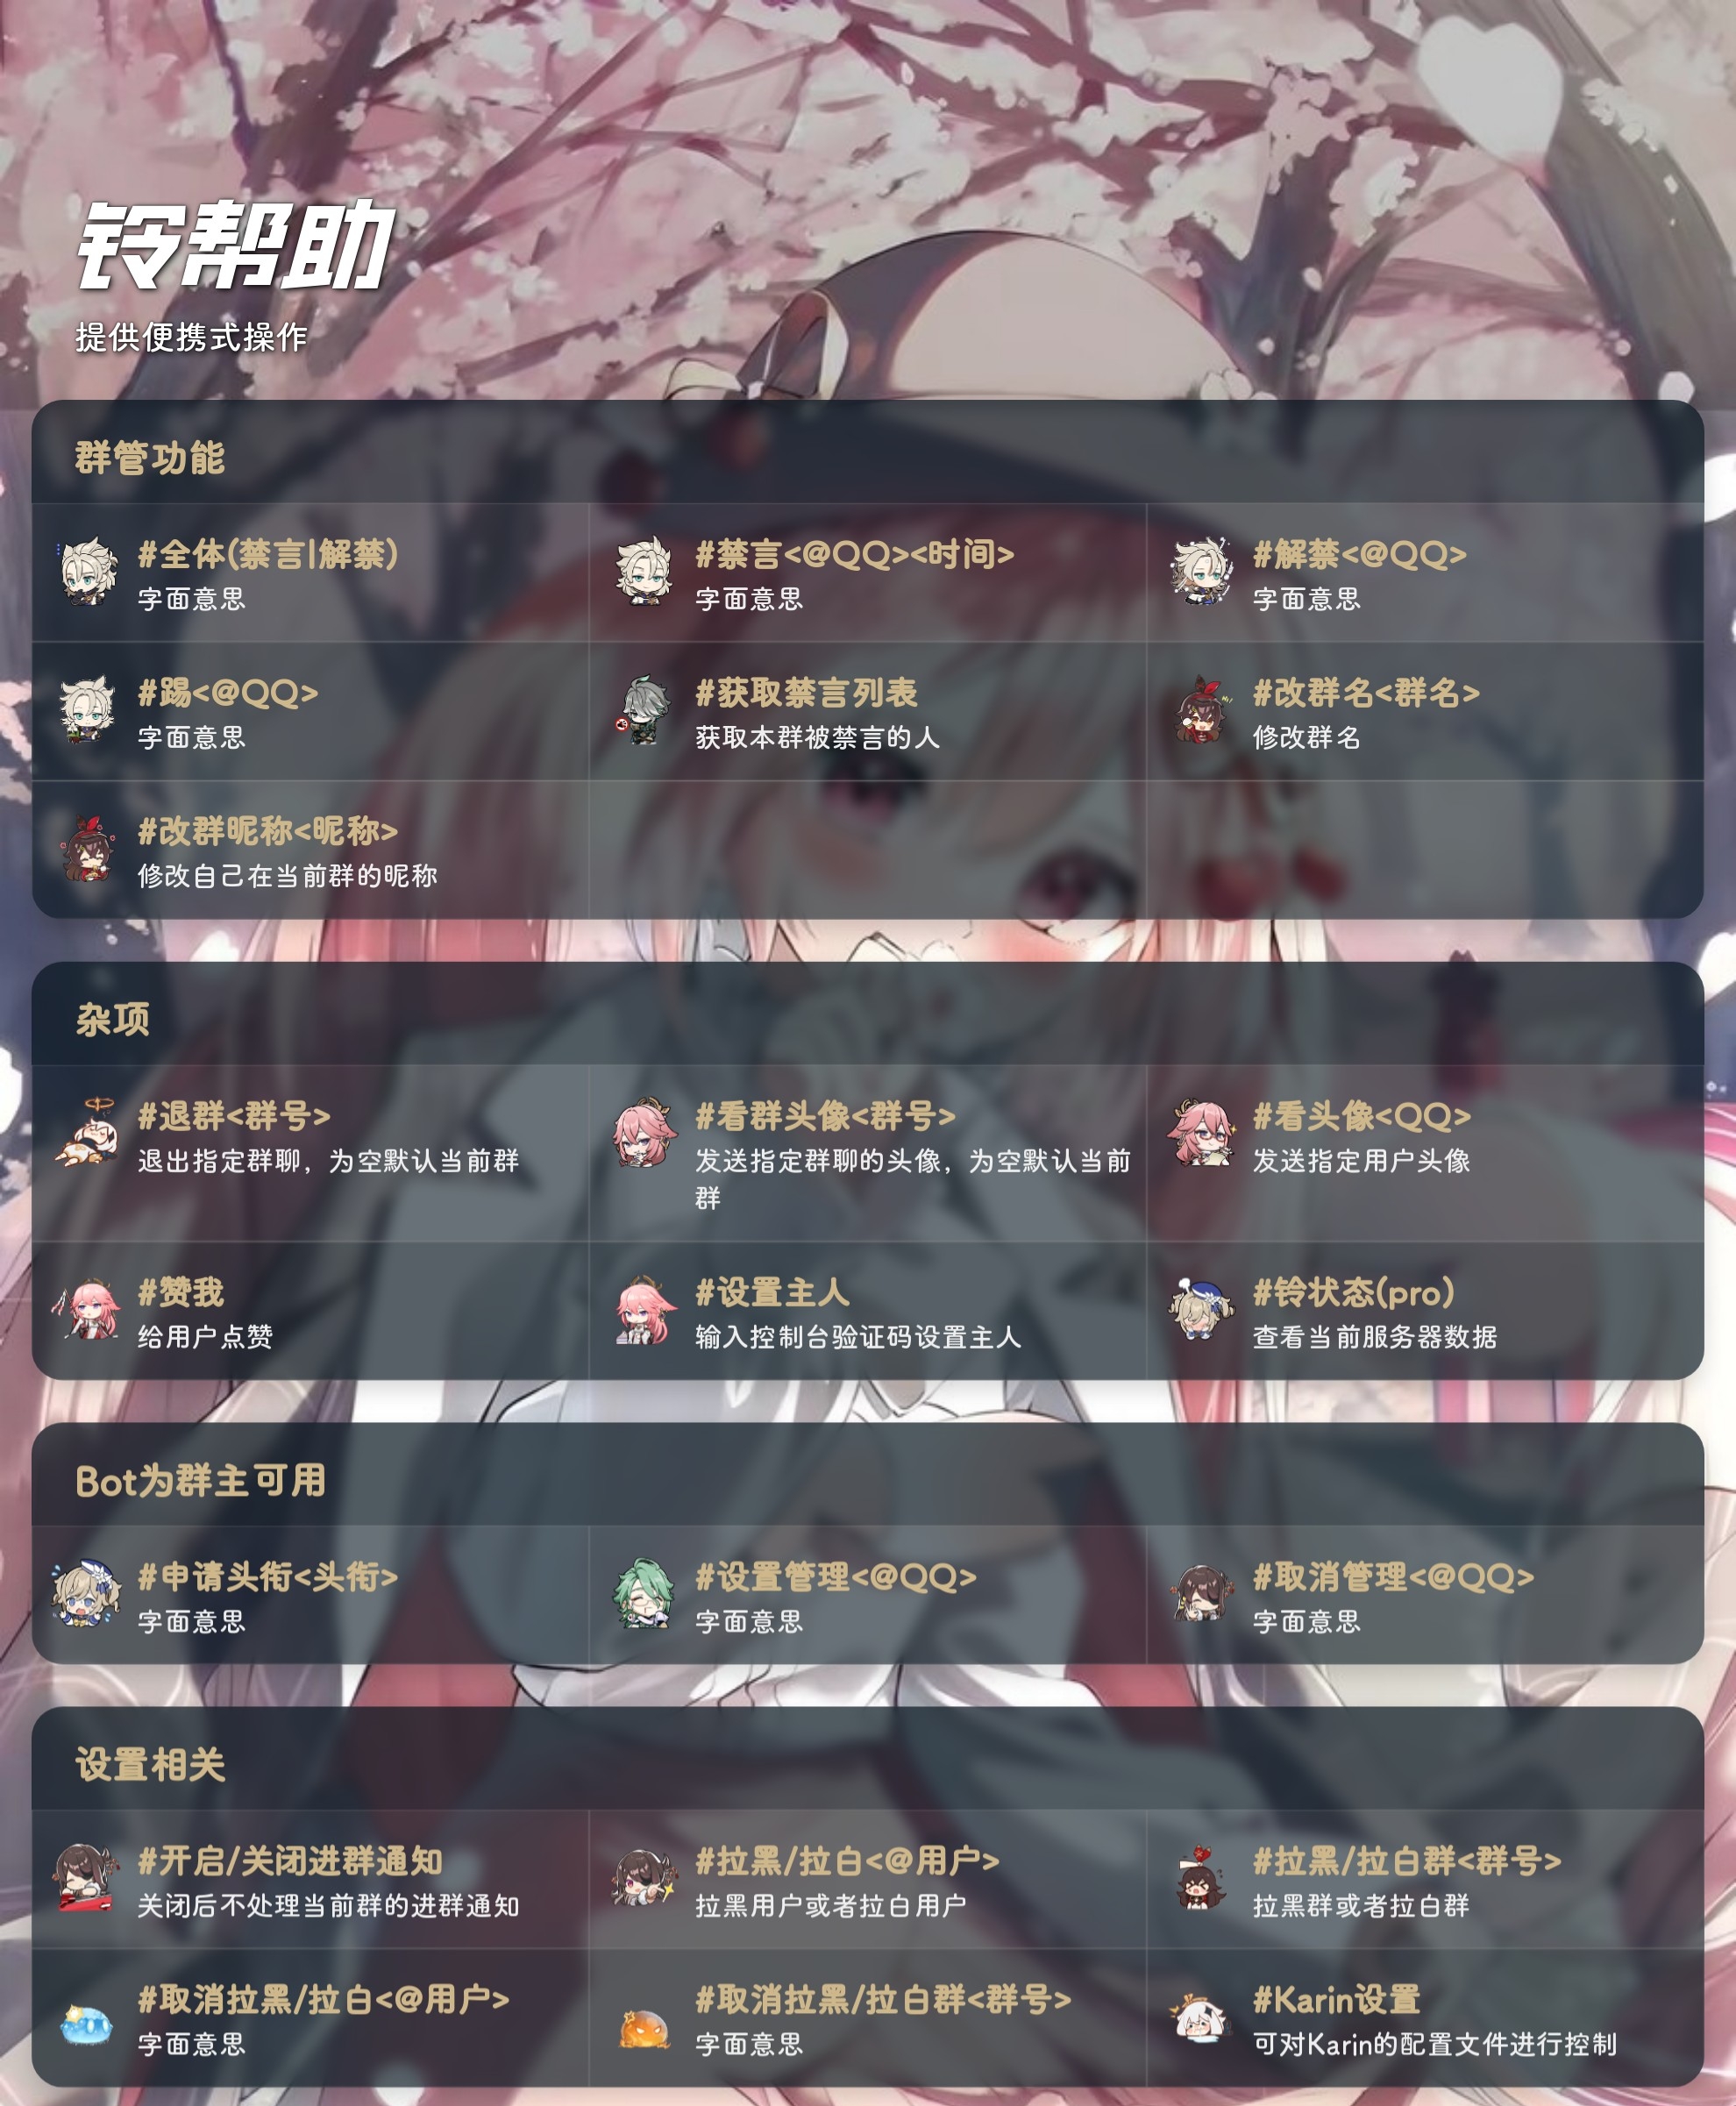 铃帮助
提供便携式操作
群管功能
#全体(禁言|解禁)
字面意思
#禁言<@QQ><时间>
字面意思
#解禁<@QQ>
字面意思
#踢<@QQ>
字面意思
#获取禁言列表
获取本群被禁言的人
#改群名<群名>
修改群名
#改群昵称<昵称>
修改自己在当前群的昵称
杂项
#退群<群号>
退出指定群聊，为空默认当前群
#看群头像<群号>
发送指定群聊的头像，为空默认当前
群
#看头像<QQ>
发送指定用户头像
#赞我
给用户点赞
#设置主人
输入控制台验证码设置主人
#铃状态(pro)
查看当前服务器数据
Bot为群主可用
#申请头衔<头衔>
字面意思
#设置管理<@QQ>
字面意思
#取消管理<@QQ>
字面意思
设置相关
#开启/关闭进群通知
关闭后不处理当前群的进群通知
#拉黑/拉白<@用户>
拉黑用户或者拉白用户
#拉黑/拉白群<群号>
拉黑群或者拉白群
#取消拉黑/拉白<@用户>
字面意思
#取消拉黑/拉白群<群号>
字面意思
#Karin设置
可对Karin的配置文件进行控制